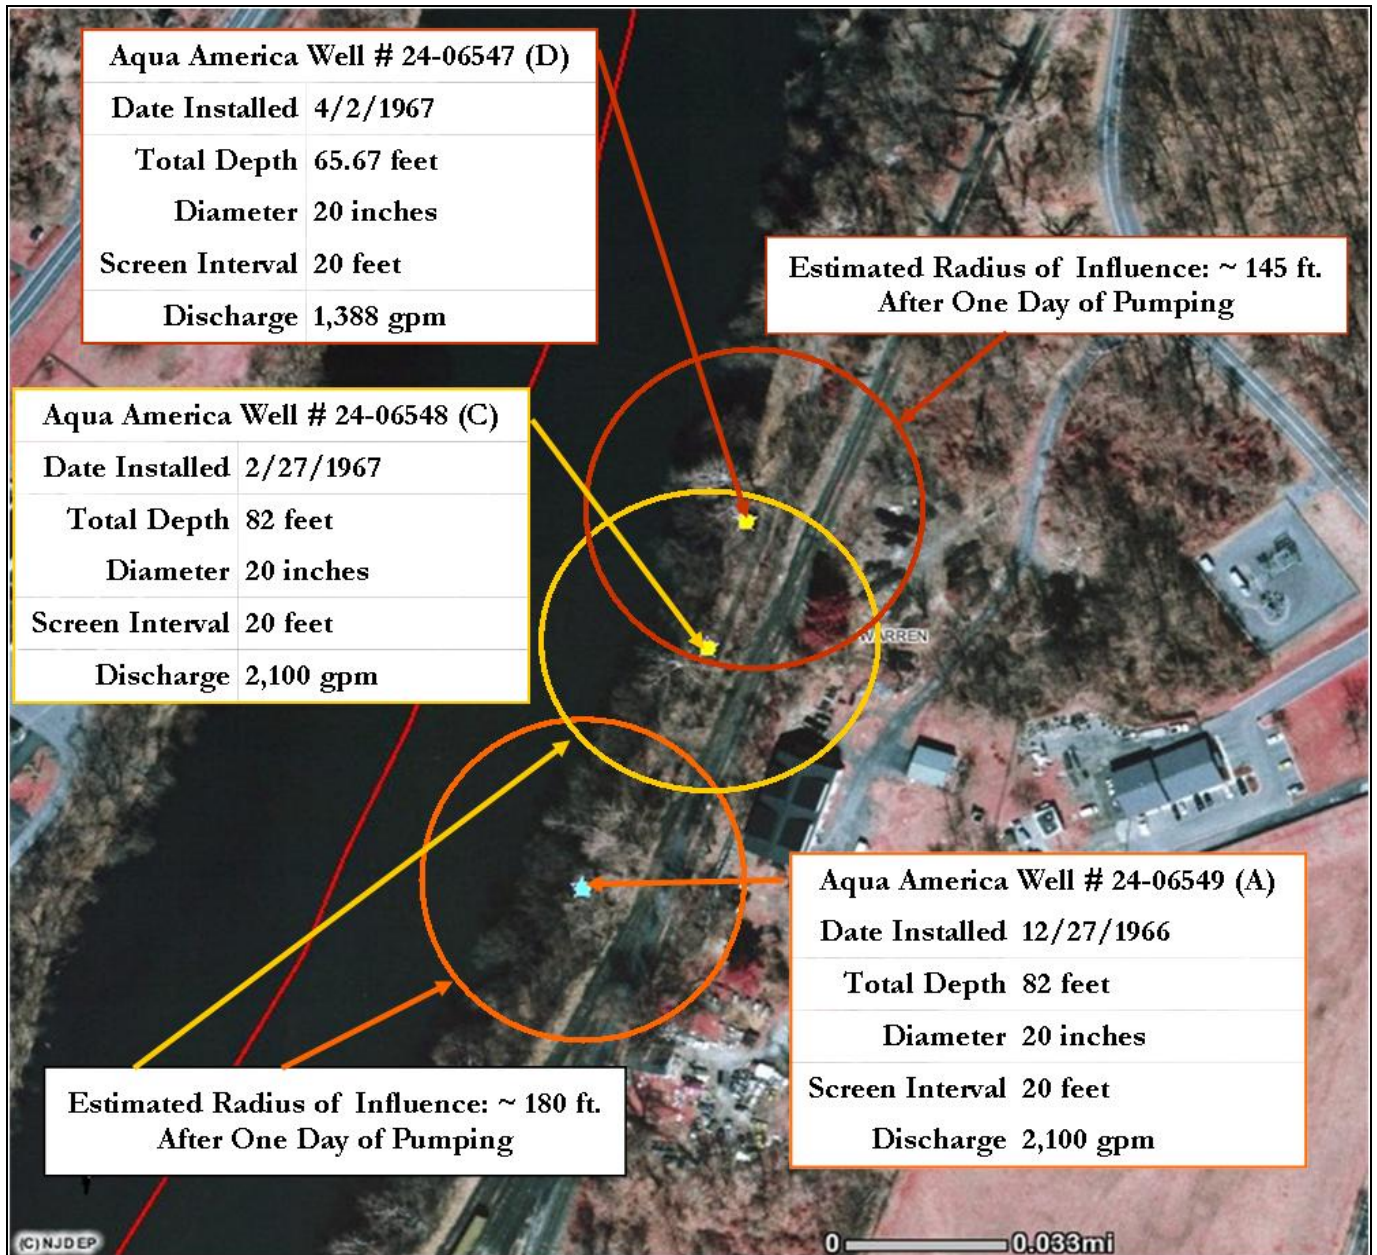 Aqua America Well # 24-06547 (D)
Date Installed 4/2/1967
Total Depth 65.67 feet
Diameter 20 inches
Screen Interval 20 feet
Discharge 1,388 gpm
Estimated Radius of Influence: ~ 145 ft.
After One Day of Pumping
Aqua America Well # 24-06548 (C)
Date Installed 2/27/1967
Total Depth 82 feet
Diameter 20 inches
Screen Interval 20 feet
Discharge 2,100 gpm
WARREN
Aqua America Well # 24-06549 (A)
Date Installed 12/27/1966
Total Depth 82 feet
Diameter 20 inches
Screen Interval 20 feet
Discharge 2,100 gpm
Estimated Radius of Influence: ~ 180 ft.
After One Day of Pumping
(C) NJDEP
0 0.033mi